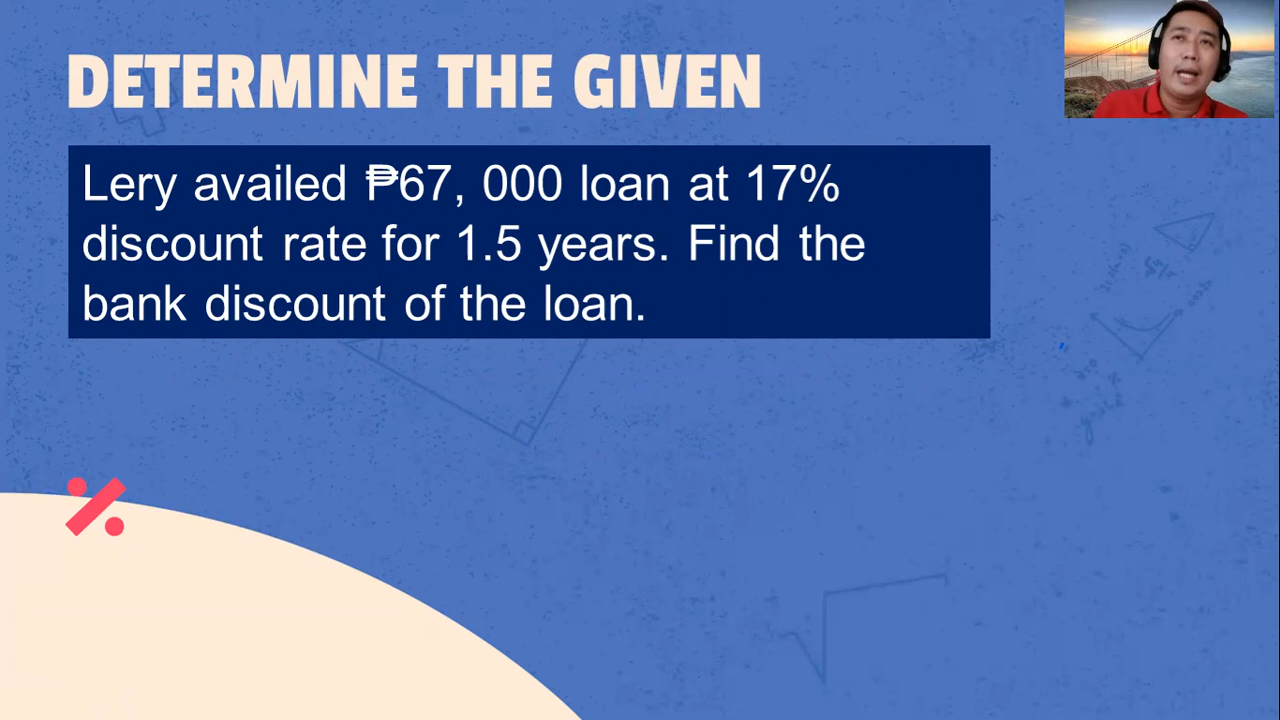 DETERMINE THE GIVEN
Lery availed ₱67, 000 loan at 17%
discount rate for 1.5 years. Find the
bank discount of the loan.